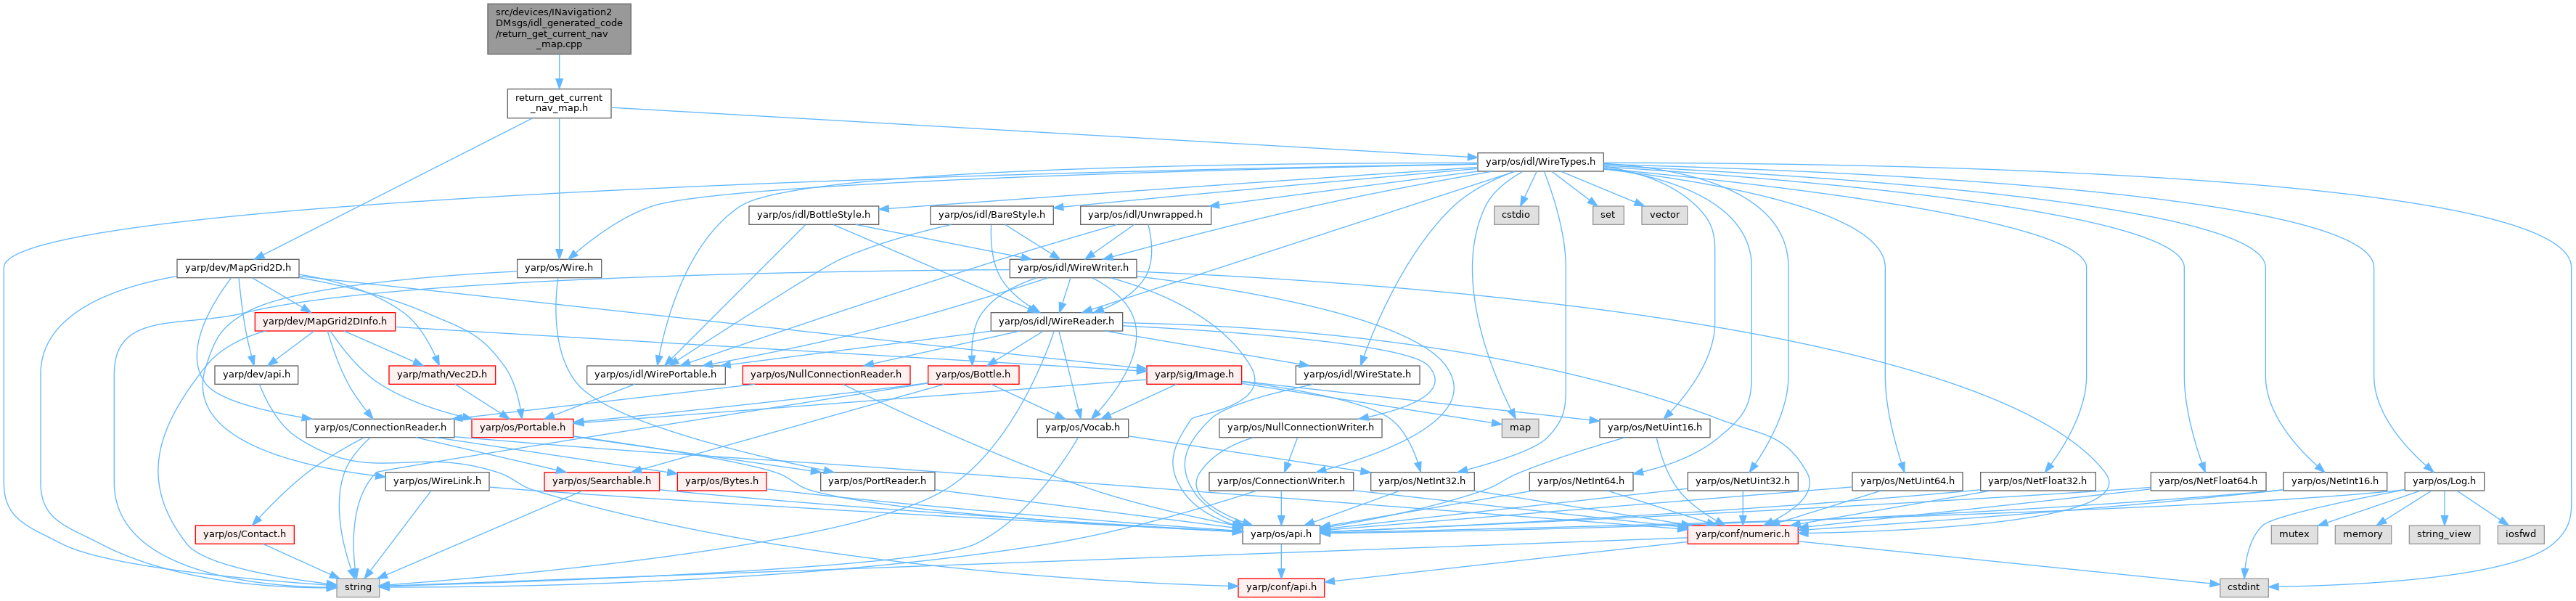 src/devices/INavigation2
DMsgs/idl_generated_code
/return_get_current_nav
_map.cpp
return_get_current
_nav_map.h
yarp/os/idl/WireTypes.h
yarp/os/idl/BottleStyle.h
yarp/os/idl/BareStyle.h
yarp/os/idl/Unwrapped.h
cstdio
set
vector
yarp/dev/MapGrid2D.h
yarp/os/Wire.h
yarp/os/idl/WireWriter.h
yarp/dev/MapGrid2DInfo.h
yarp/os/idl/WireReader.h
yarp/dev/api.h
yarp/math/Vec2D.h
yarp/os/idl/WirePortable.h
yarp/os/NullConnectionReader.h
yarp/os/Bottle.h
yarp/sig/Image.h
yarp/os/idl/WireState.h
yarp/os/ConnectionReader.h
yarp/os/Portable.h
yarp/os/Vocab.h
yarp/os/NullConnectionWriter.h
map
yarp/os/NetUint16.h
yarp/os/WireLink.h
yarp/os/Searchable.h
yarp/os/Bytes.h
yarp/os/PortReader.h
yarp/os/ConnectionWriter.h
yarp/os/NetInt32.h
yarp/os/NetInt64.h
yarp/os/NetUint32.h
yarp/os/NetUint64.h
yarp/os/NetFloat32.h
yarp/os/NetFloat64.h
yarp/os/NetInt16.h
yarp/os/Log.h
yarp/os/Contact.h
yarp/os/api.h
yarp/conf/numeric.h
mutex
memory
string_view
iosfwd
string
yarp/conf/api.h
cstdint